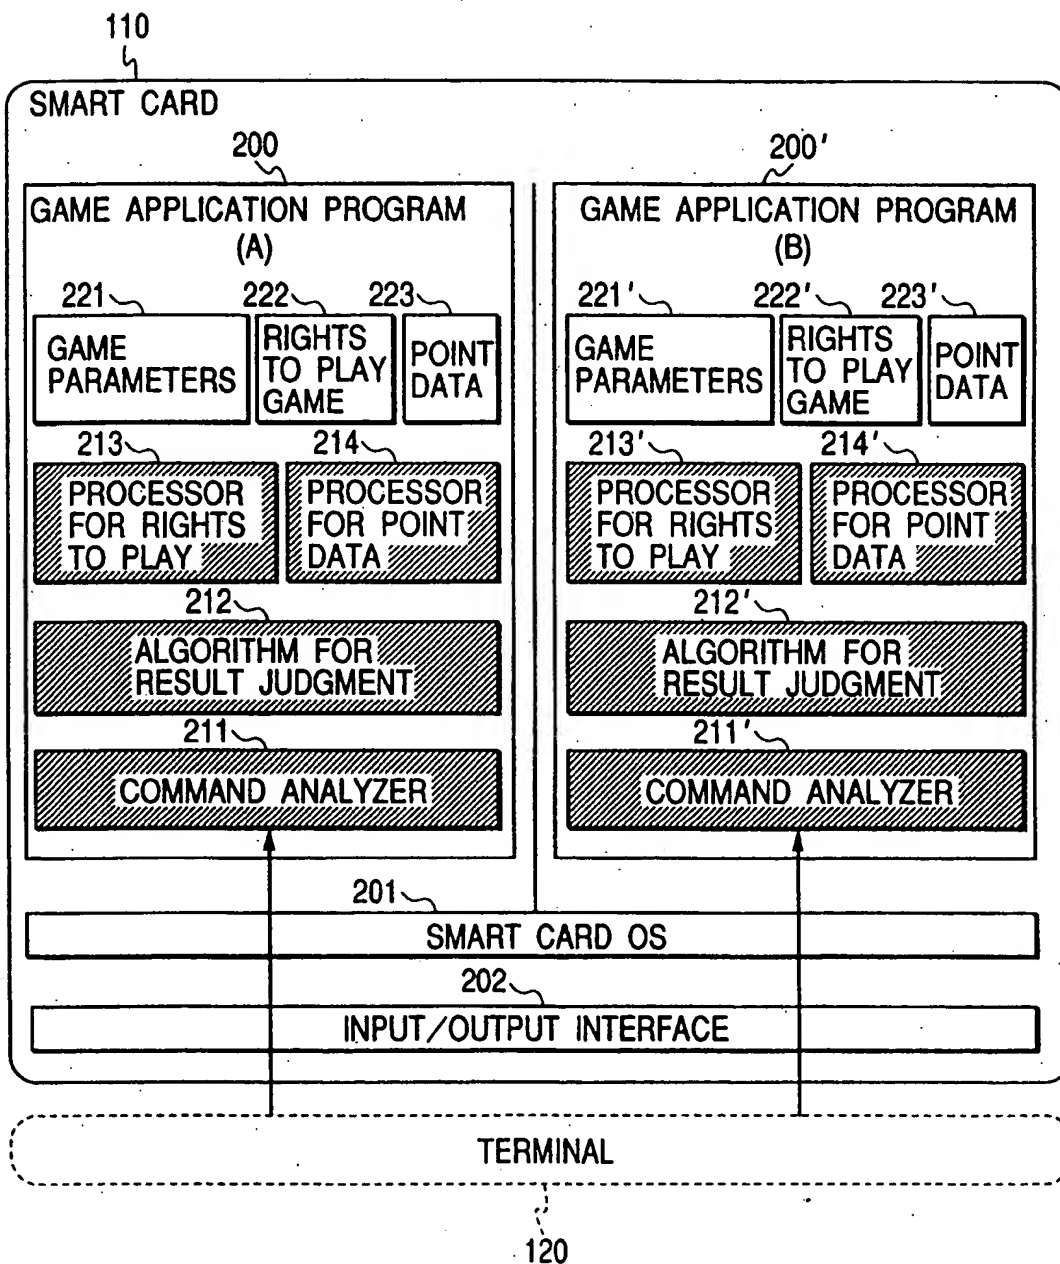 110
SMART CARD
200
200'
GAME APPLICATION PROGRAM
(A)
GAME APPLICATION PROGRAM
(B)
221
222
223
221'
222'
223'
GAME
PARAMETERS
RIGHTS
TO PLAY
GAME
POINT
DATA
GAME
PARAMETERS
RIGHTS
TO PLAY
GAME
POINT
DATA
213
214
213'
214'
PROCESSOR
FOR RIGHTS
TO PLAY
PROCESSOR
FOR POINT
DATA
PROCESSOR
FOR RIGHTS
TO PLAY
PROCESSOR
FOR POINT
DATA
212
212'
ALGORITHM FOR
RESULT JUDGMENT
ALGORITHM FOR
RESULT JUDGMENT
211
211'
COMMAND ANALYZER
COMMAND ANALYZER
201
SMART CARD OS
202
INPUT/OUTPUT INTERFACE
TERMINAL
120